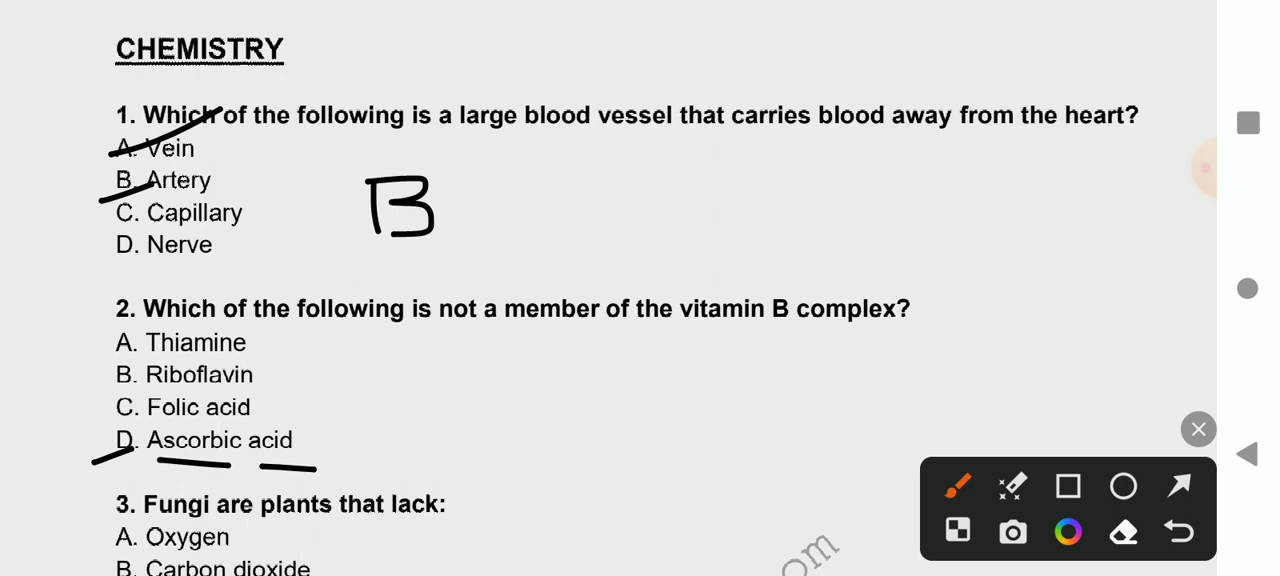 CHEMISTRY
1. Which of the following is a large blood vessel that carries blood away from the heart?
A. Vein
B. Artery
C. Capillary
D. Nerve
B
2. Which of the following is not a member of the vitamin B complex?
A. Thiamine
B. Riboflavin
C. Folic acid
D. Ascorbic acid
3. Fungi are plants that lack:
A. Oxygen
B. Carbon dioxide
om